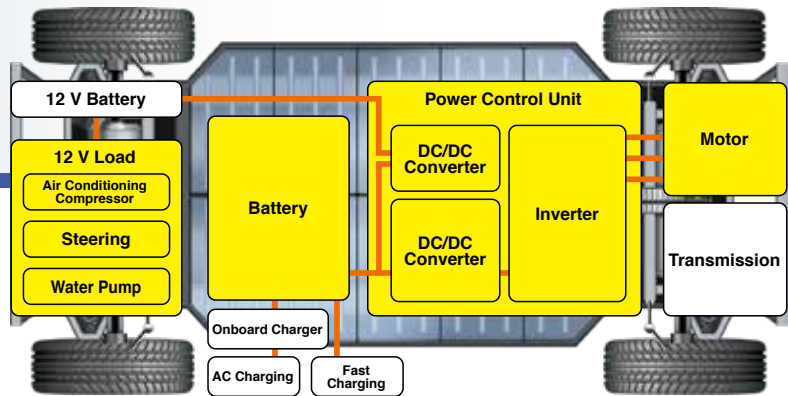 12 V Battery
12 V Load
Air Conditioning
Compressor
Steering
Water Pump
Battery
Onboard Charger
AC Charging
Fast
Charging
Power Control Unit
DC/DC
Converter
DC/DC
Converter
Inverter
Motor
Transmission